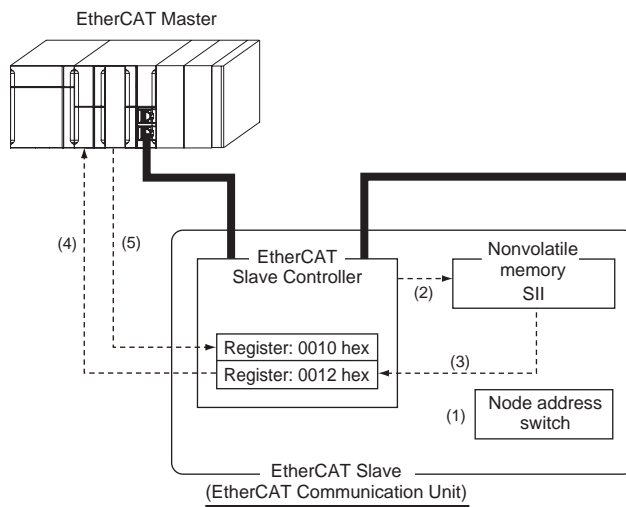 EtherCAT Master
(4)
(5)
EtherCAT
Slave Controller
(2)
Nonvolatile
memory
SII
Register: 0010 hex
Register: 0012 hex
(3)
(1)
Node address
switch
EtherCAT Slave
(EtherCAT Communication Unit)